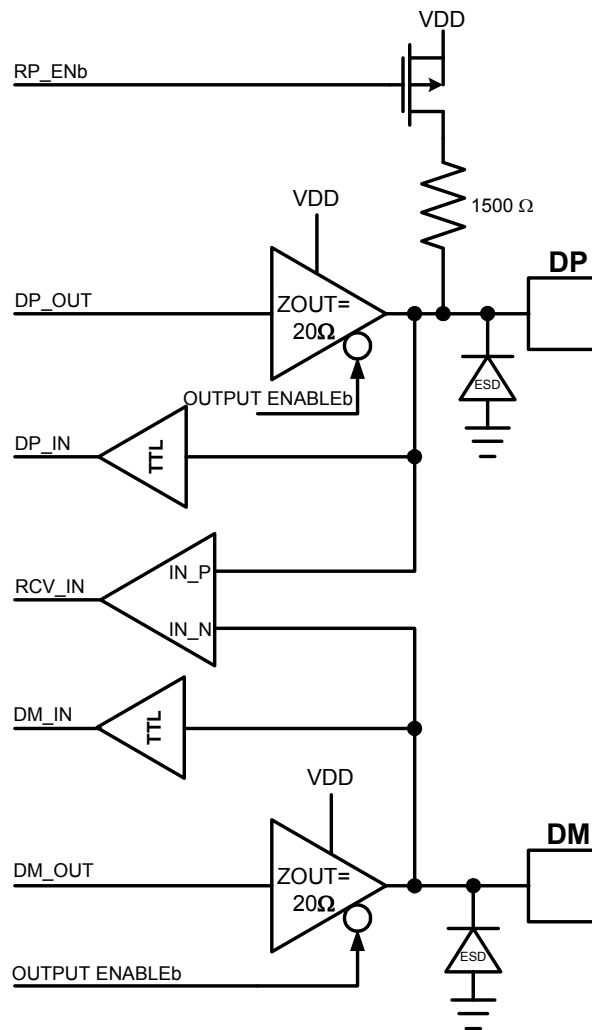 VDD
RP_ENb
1500 Ω
VDD
DP
DP_OUT
ZOUT=
20Ω
ESD
OUTPUT ENABLEb
DP_IN
TTL
IN_P
RCV_IN
IN_N
DM_IN
TTL
VDD
DM
DM_OUT
ZOUT=
20Ω
ESD
OUTPUT ENABLEb